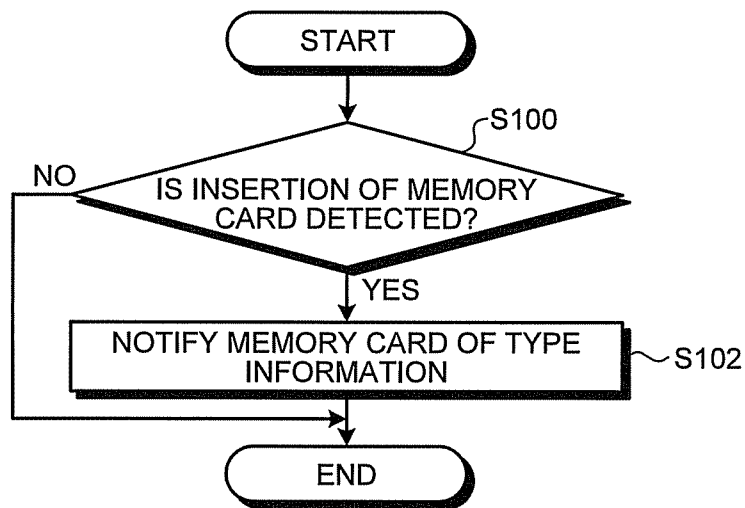 START
S100
NO
IS INSERTION OF MEMORY
CARD DETECTED?
YES
NOTIFY MEMORY CARD OF TYPE
INFORMATION
S102
END